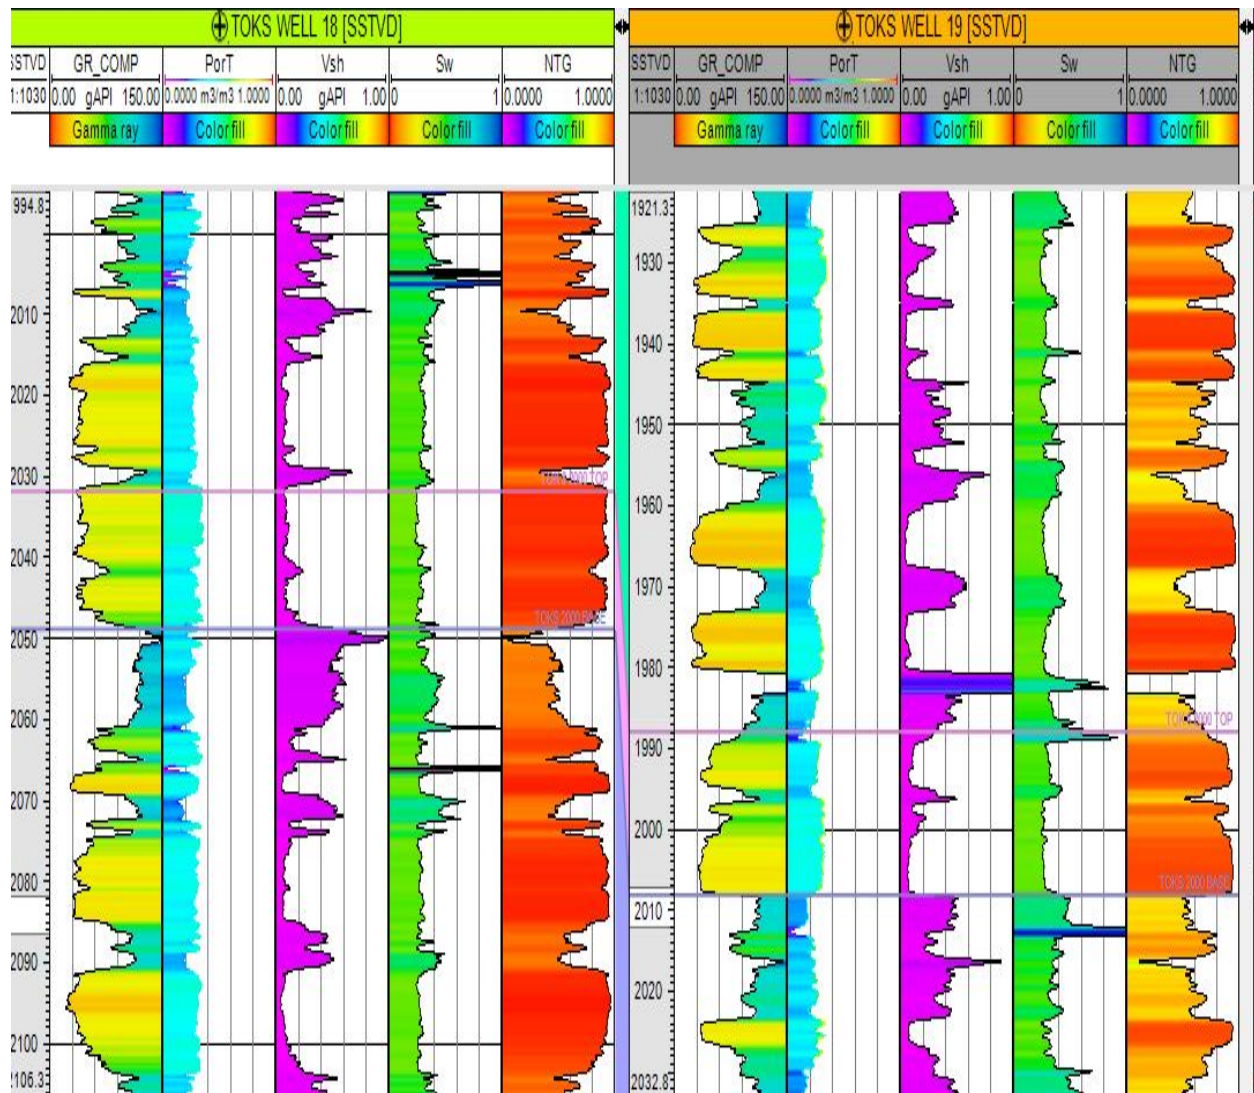 TOKS WELL 18 [SSTVD]
TOKS WELL 19 [SSTVD]
SSTVD GR_COMP PorT Vsh Sw NTG
SSTVD GR_COMP PorT Vsh Sw NTG
1:1030 0.00 gAPI 150.00 0.0000 m3/m3 1.0000 0.00 gAPI 1.00 0 1 0.0000 1.0000
1:1030 0.00 gAPI 150.00 0.0000 m3/m3 1.0000 0.00 gAPI 1.00 0 1 0.0000 1.0000
Gamma ray Color fill Color fill Color fill Color fill
Gamma ray Color fill Color fill Color fill Color fill
994.8
2010
2020
2030
TOP
2040
TOKS 2000 BASE
2050
2060
2070
2080
2090
2100
2106.3
1921.3
1930
1940
1950
1960
1970
1980
TOP
1990
2000
TOKS 2000 BASE
2010
2020
2032.8